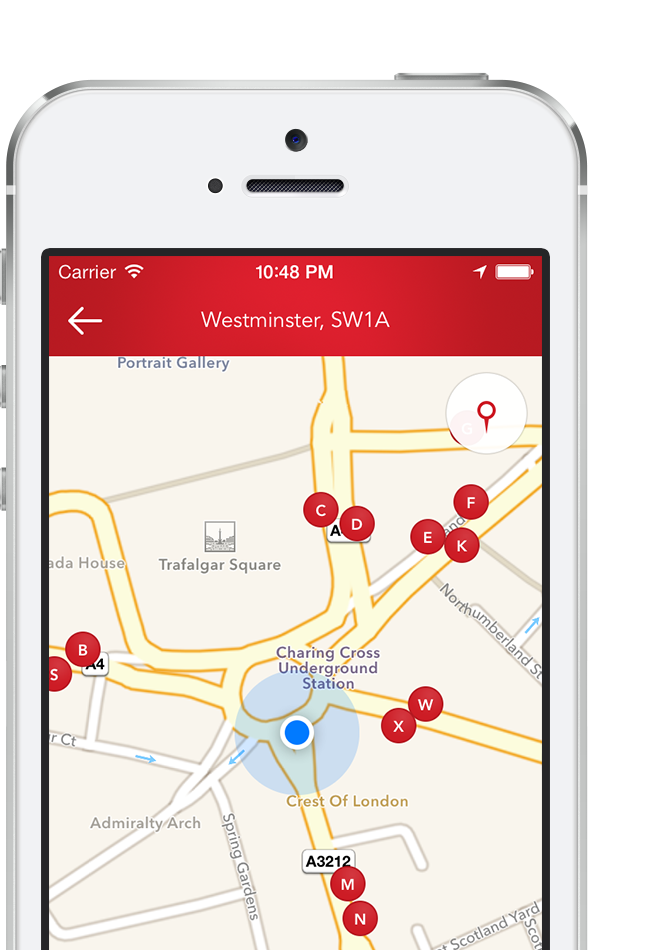 Carrier 10:48 PM
Westminster, SW1A
Portrait Gallery
G
C
D
F
E
K
Trafalgar Square
ada House
Northumberland St
B
A4
S
Charing Cross
Underground
Station
W
X
ur Ct
Crest Of London
Admiralty Arch
Spring Gardens
A3212
M
N
t Scotland Yard